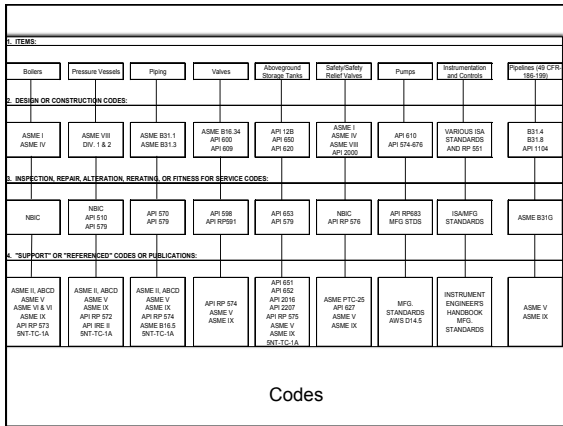 1. ITEMS:
Boilers
Pressure Vessels
Piping
Valves
Aboveground
Storage Tanks
Safety/Safety
Relief Valves
Pumps
Instrumentation
and Controls
Pipelines (49 CFR-
186-199)
2. DESIGN OR CONSTRUCTION CODES:
ASME I
ASME IV
ASME VIII
DIV. 1 & 2
ASME B31.1
ASME B31.3
ASME B16.34
API 600
API 609
API 12B
API 650
API 620
ASME I
ASME IV
ASME VIII
API 2000
API 610
API 574-676
VARIOUS ISA
STANDARDS
AND RP 551
B31.4
B31.8
API 1104
3. INSPECTION, REPAIR, ALTERATION, RERATING, OR FITNESS FOR SERVICE CODES:
NBIC
NBIC
API 510
API 579
API 570
API 579
API 598
API RP591
API 653
API 579
NBIC
API RP 576
API RP683
MFG STDS
ISA/MFG
STANDARDS
ASME B31G
4. "SUPPORT" OR "REFERENCED" CODES OR PUBLICATIONS:
ASME II, ABCD
ASME V
ASME VI & VI
ASME IX
API RP 573
5NT-TC-1A
ASME II, ABCD
ASME V
ASME IX
API RP 572
API IRE II
5NT-TC-1A
ASME II, ABCD
ASME V
ASME IX
API RP 574
ASME B16.5
5NT-TC-1A
API RP 574
ASME V
ASME IX
API 651
API 652
API 2016
API 2207
API RP 575
ASME V
ASME IX
5NT-TC-1A
ASME PTC-25
API 627
ASME V
ASME IX
MFG.
STANDARDS
AWS D14.5
INSTRUMENT
ENGINEER'S
HANDBOOK
MFG.
STANDARDS
ASME V
ASME IX
Codes